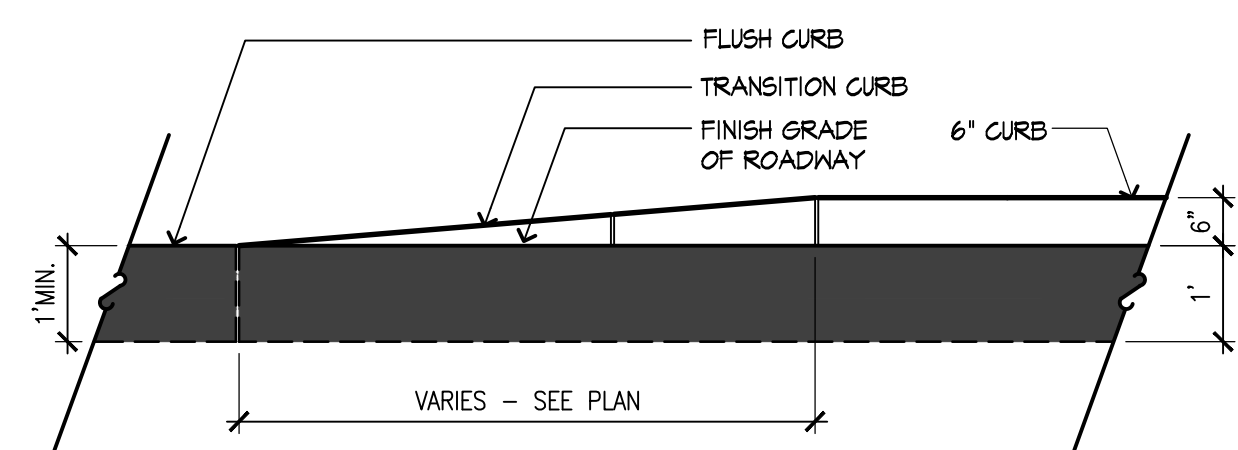 FLUSH CURB
TRANSITION CURB
FINISH GRADE
OF ROADWAY
6" CURB
1'MIN.
6"
1'
VARIES - SEE PLAN